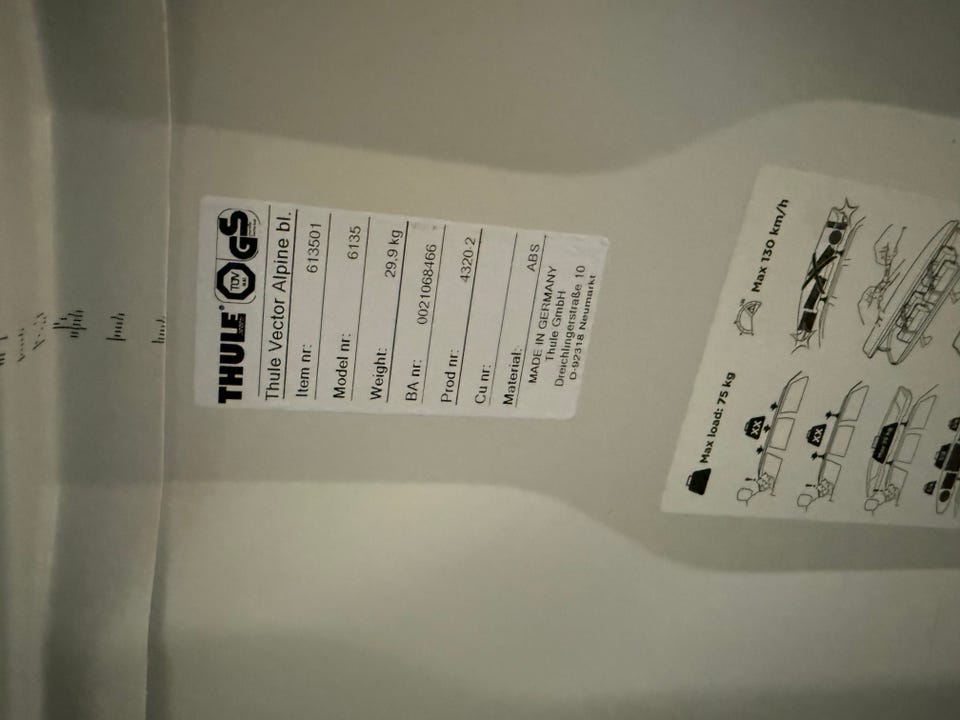 THULE® TÜV GS
Thule Vector Alpine bl.
Item nr: 613501
Model nr: 6135
Weight: 29,9 kg
BA nr: 0021068466
Prod nr: 4320-2
Cu nr:
Material: ABS
MADE IN GERMANY
Thule GmbH
Dreichlingerstraße 10
D-92318 Neumarkt
Max load: 75 kg
Max 130 km/h
XX
XX